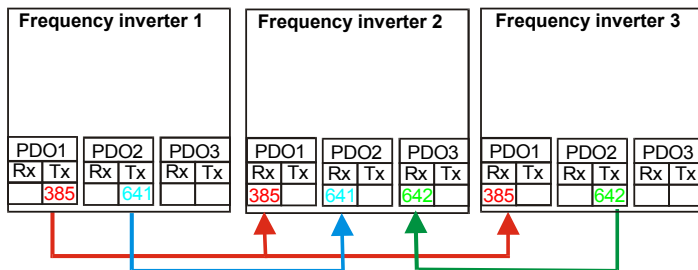 Frequency inverter 1 Frequency inverter 2 Frequency inverter 3
PDO1 PDO2 PDO3 PDO1 PDO2 PDO3 PDO1 PDO2 PDO3
Rx Tx Rx Tx Rx Tx Rx Tx Rx Tx Rx Tx Rx Tx Rx Tx Rx Tx
385 641 385 641 642 385 642